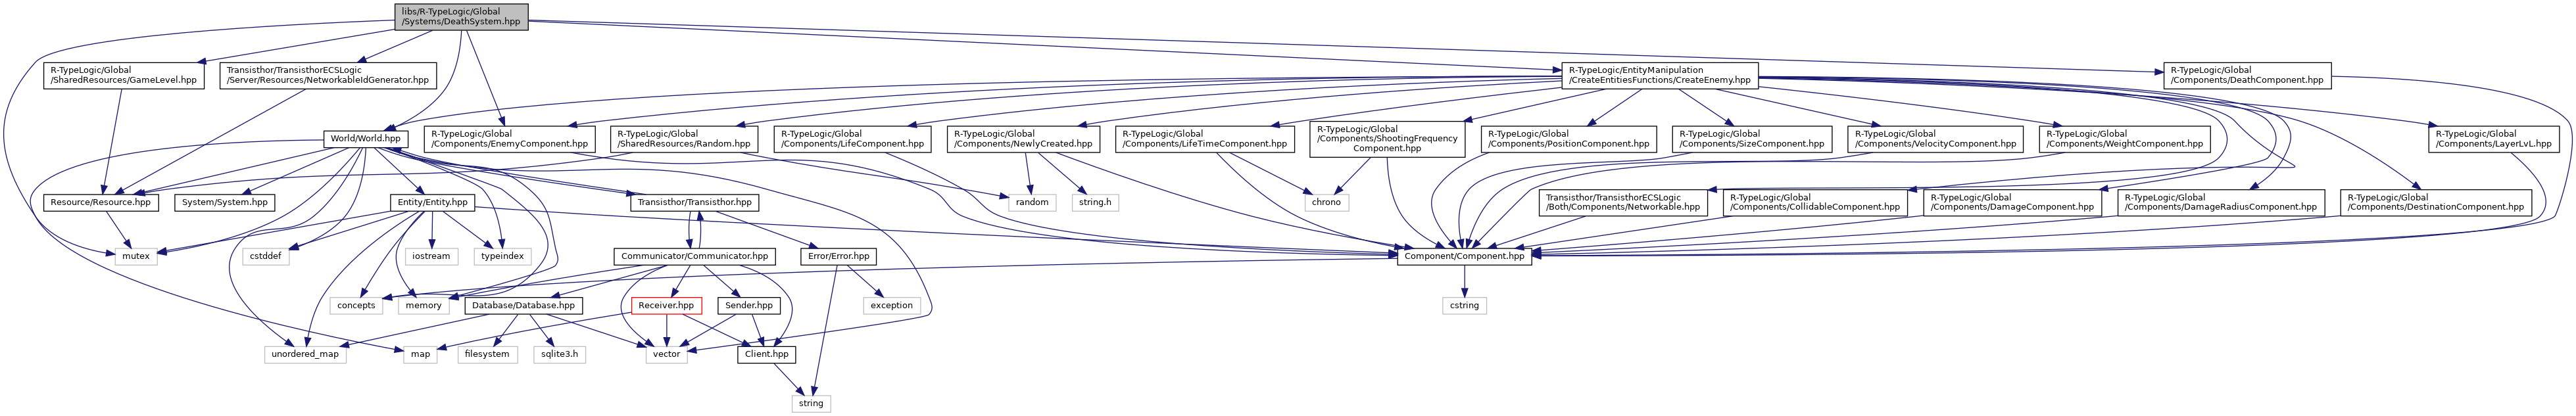 libs/R-TypeLogic/Global
/Systems/DeathSystem.hpp
R-TypeLogic/Global
/SharedResources/GameLevel.hpp
Transisthor/TransisthorECSLogic
/Server/Resources/NetworkableIdGenerator.hpp
R-TypeLogic/EntityManipulation
/CreateEntitiesFunctions/CreateEnemy.hpp
R-TypeLogic/Global
/Components/DeathComponent.hpp
World/World.hpp
R-TypeLogic/Global
/Components/EnemyComponent.hpp
R-TypeLogic/Global
/SharedResources/Random.hpp
R-TypeLogic/Global
/Components/LifeComponent.hpp
R-TypeLogic/Global
/Components/NewlyCreated.hpp
R-TypeLogic/Global
/Components/LifeTimeComponent.hpp
R-TypeLogic/Global
/Components/ShootingFrequency
Component.hpp
R-TypeLogic/Global
/Components/PositionComponent.hpp
R-TypeLogic/Global
/Components/SizeComponent.hpp
R-TypeLogic/Global
/Components/VelocityComponent.hpp
R-TypeLogic/Global
/Components/WeightComponent.hpp
R-TypeLogic/Global
/Components/LayerLvL.hpp
Resource/Resource.hpp
System/System.hpp
Entity/Entity.hpp
Transisthor/Transisthor.hpp
random
string.h
chrono
Transisthor/TransisthorECSLogic
/Both/Components/Networkable.hpp
R-TypeLogic/Global
/Components/CollidableComponent.hpp
R-TypeLogic/Global
/Components/DamageComponent.hpp
R-TypeLogic/Global
/Components/DamageRadiusComponent.hpp
R-TypeLogic/Global
/Components/DestinationComponent.hpp
mutex
cstddef
iostream
typeindex
Communicator/Communicator.hpp
Error/Error.hpp
Component/Component.hpp
concepts
memory
Database/Database.hpp
Receiver.hpp
Sender.hpp
exception
cstring
unordered_map
map
filesystem
sqlite3.h
vector
Client.hpp
string